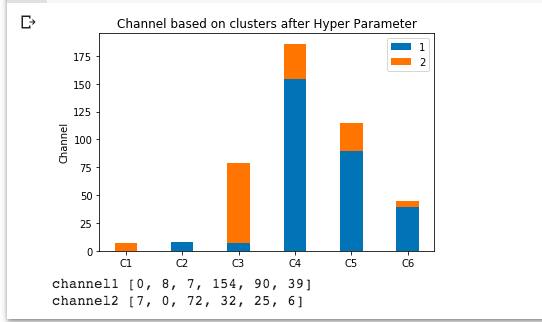 Channel based on clusters after Hyper Parameter
1
2
175
150
125
100
75
50
25
0
Channel
C1 C2 C3 C4 C5 C6
channel1 [0, 8, 7, 154, 90, 39]
channel2 [7, 0, 72, 32, 25, 6]